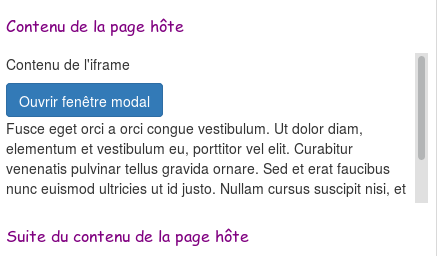 Contenu de la page hôte
Contenu de l'iframe
Ouvrir fenêtre modal
Fusce eget orci a orci congue vestibulum. Ut dolor diam,
elementum et vestibulum eu, porttitor vel elit. Curabitur
venenatis pulvinar tellus gravida ornare. Sed et erat faucibus
nunc euismod ultricies ut id justo. Nullam cursus suscipit nisi, et
Suite du contenu de la page hôte